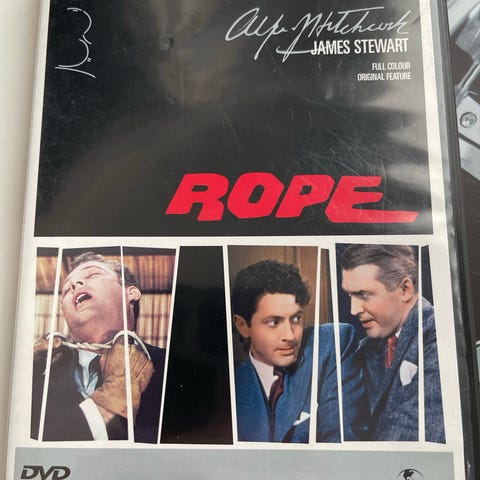 Alfred Hitchcock
JAMES STEWART
FULL COLOUR
ORIGINAL FEATURE
ROPE
DVD